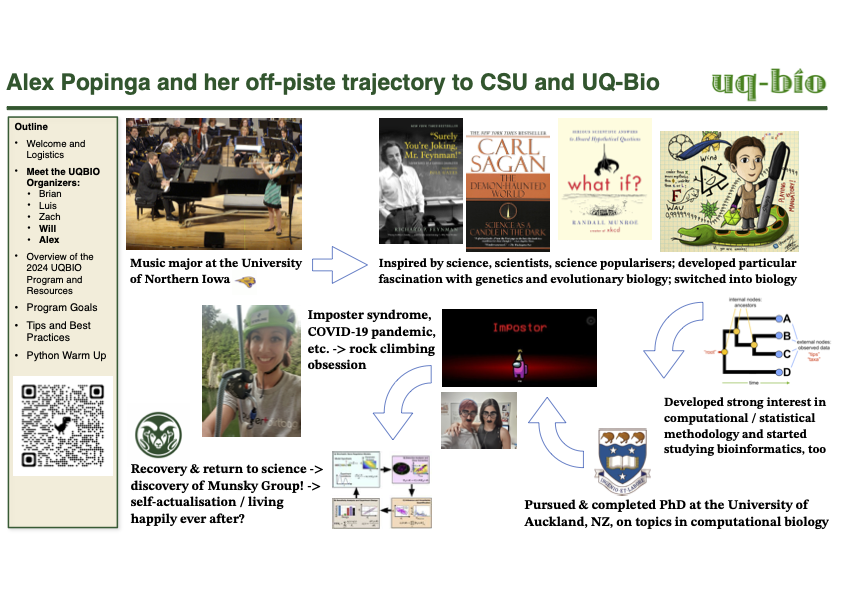 Alex Popinga and her off-piste trajectory to CSU and UQ-Bio
uq-bio
Outline
• Welcome and
Logistics
• Meet the UQBIO
Organizers:
• Brian
• Luis
• Zach
• Will
• Alex
• Overview of the
2024 UQBIO
Program and
Resources
• Program Goals
• Tips and Best
Practices
• Python Warm Up
Music major at the University
of Northern Iowa
"Surely
You're Joking,
Mr. Feynman!"
RICHARD P. FEYNMAN
THE NEW YORK TIMES BESTSELLER
CARL
SAGAN
THE
DEMON-HAUNTED
WORLD
SCIENCE AS A
CANDLE IN THE DARK
SERIOUS SCIENTIFIC ANSWERS
to Absurd Hypothetical Questions
what if?
RANDALL MUNROE
creator of xkcd
Wind
F
WAU
Inspired by science, scientists, science popularisers; developed particular
fascination with genetics and evolutionary biology; switched into biology
internal nodes:
ancestors
"root"
A
B
C
D
external nodes:
observed data
"tips"
"taxa"
time
Developed strong interest in
computational / statistical
methodology and started
studying bioinformatics, too
Pursued & completed PhD at the University of
Auckland, NZ, on topics in computational biology
Impostor
Imposter syndrome,
COVID-19 pandemic,
etc. -> rock climbing
obsession
Recovery & return to science ->
discovery of Munsky Group! ->
self-actualisation / living
happily ever after?